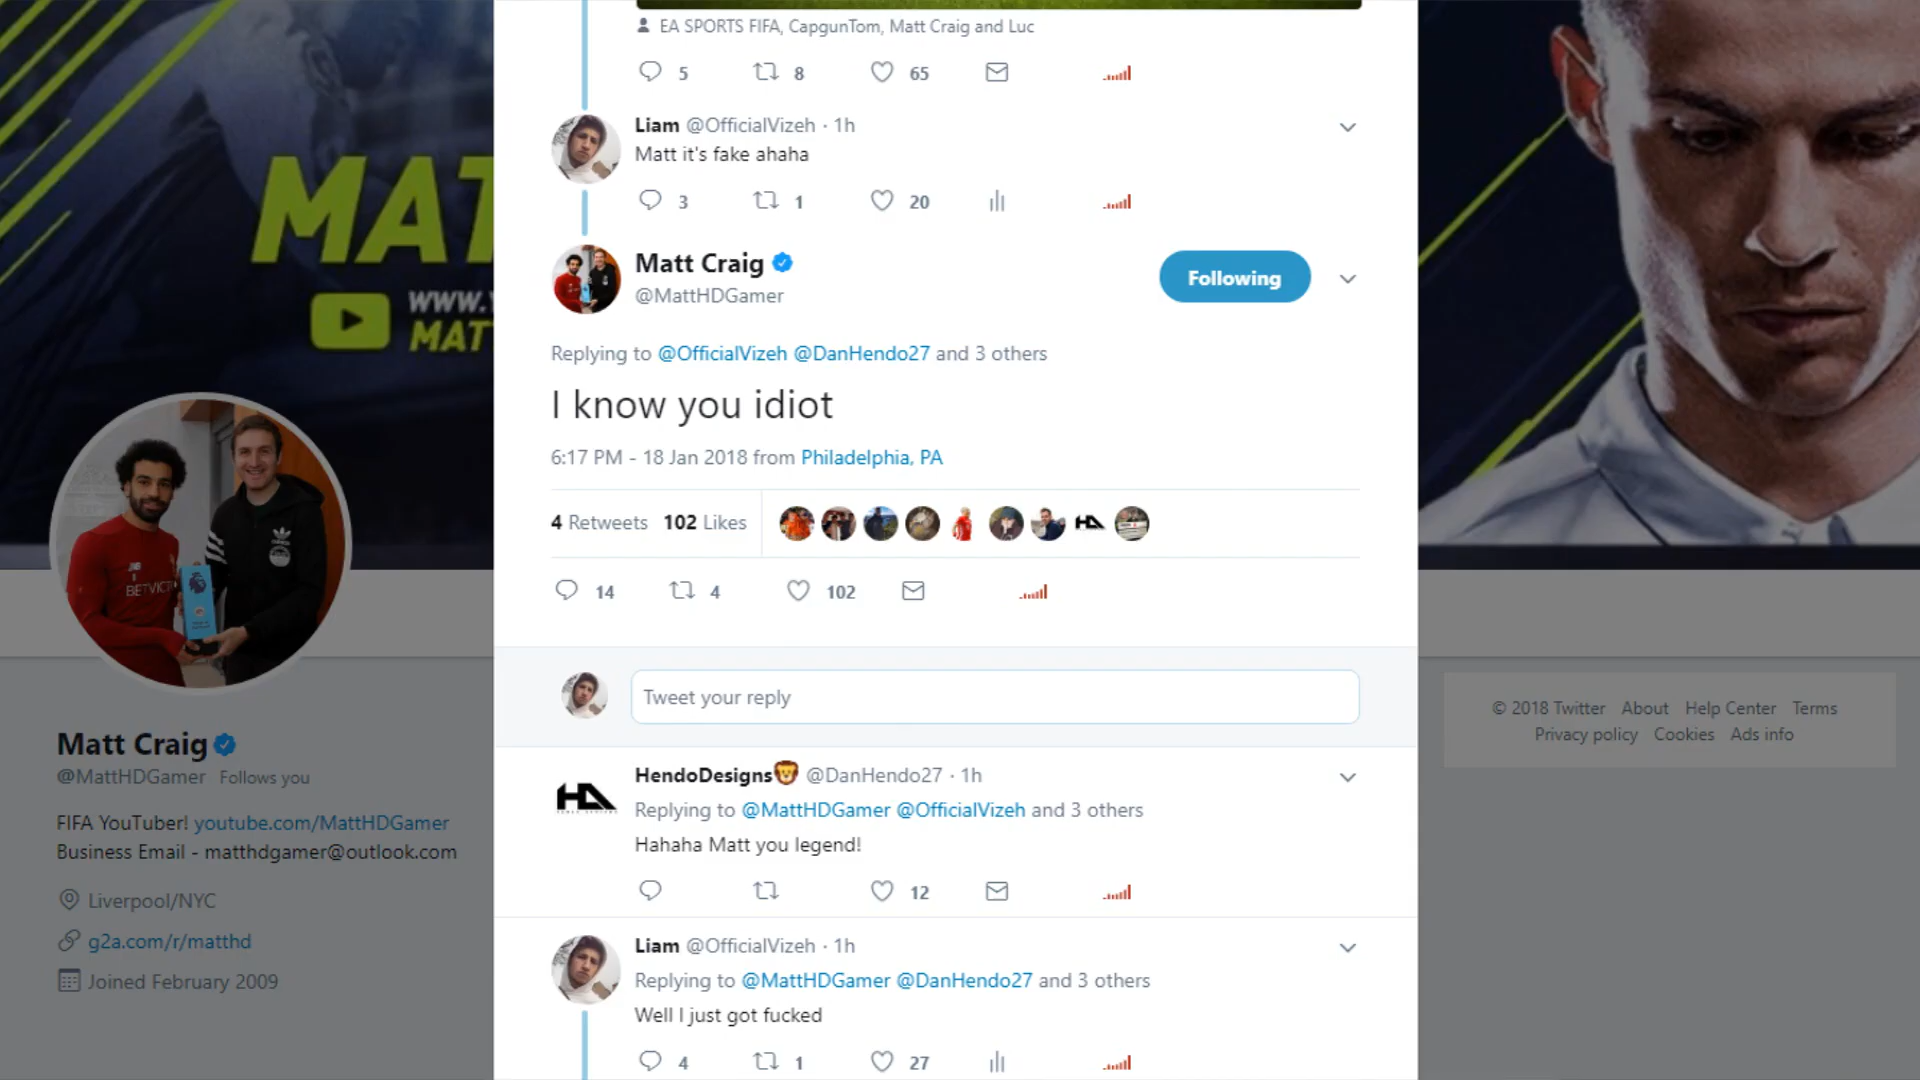 EA SPORTS FIFA, CapgunTom, Matt Craig and Luc
5 8 65
Liam @OfficialVizeh · 1h
Matt it's fake ahaha
3 1 20
MAT
WWW.
MAT
Matt Craig
@MattHDGamer
Following
Replying to @OfficialVizeh @DanHendo27 and 3 others
I know you idiot
6:17 PM - 18 Jan 2018 from Philadelphia, PA
4 Retweets 102 Likes
14 4 102
Tweet your reply
BETVICT
Matt Craig
@MattHDGamer Follows you
FIFA YouTuber! youtube.com/MattHDGamer
Business Email - matthdgamer@outlook.com
Liverpool/NYC
g2a.com/r/matthd
Joined February 2009
HendoDesigns @DanHendo27 · 1h
Replying to @MattHDGamer @OfficialVizeh and 3 others
Hahaha Matt you legend!
12
Liam @OfficialVizeh · 1h
Replying to @MattHDGamer @DanHendo27 and 3 others
Well I just got fucked
4 1 27
© 2018 Twitter About Help Center Terms
Privacy policy Cookies Ads info